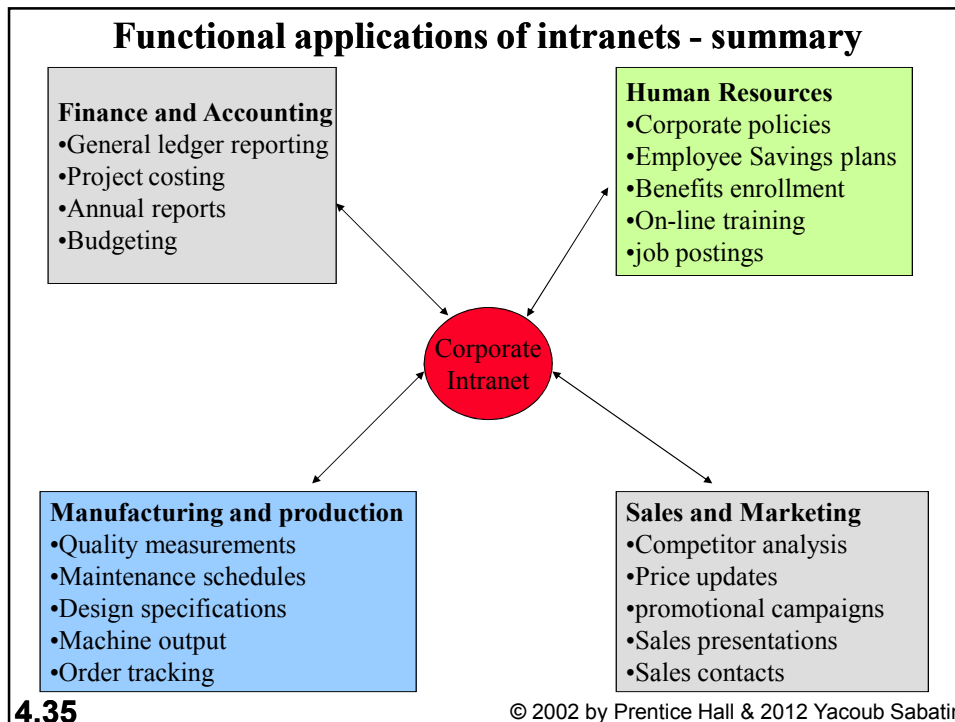 Functional applications of intranets - summary
Finance and Accounting
•General ledger reporting
•Project costing
•Annual reports
•Budgeting
Human Resources
•Corporate policies
•Employee Savings plans
•Benefits enrollment
•On-line training
•job postings
Corporate
Intranet
Manufacturing and production
•Quality measurements
•Maintenance schedules
•Design specifications
•Machine output
•Order tracking
Sales and Marketing
•Competitor analysis
•Price updates
•promotional campaigns
•Sales presentations
•Sales contacts
4.35
© 2002 by Prentice Hall & 2012 Yacoub Sabatin